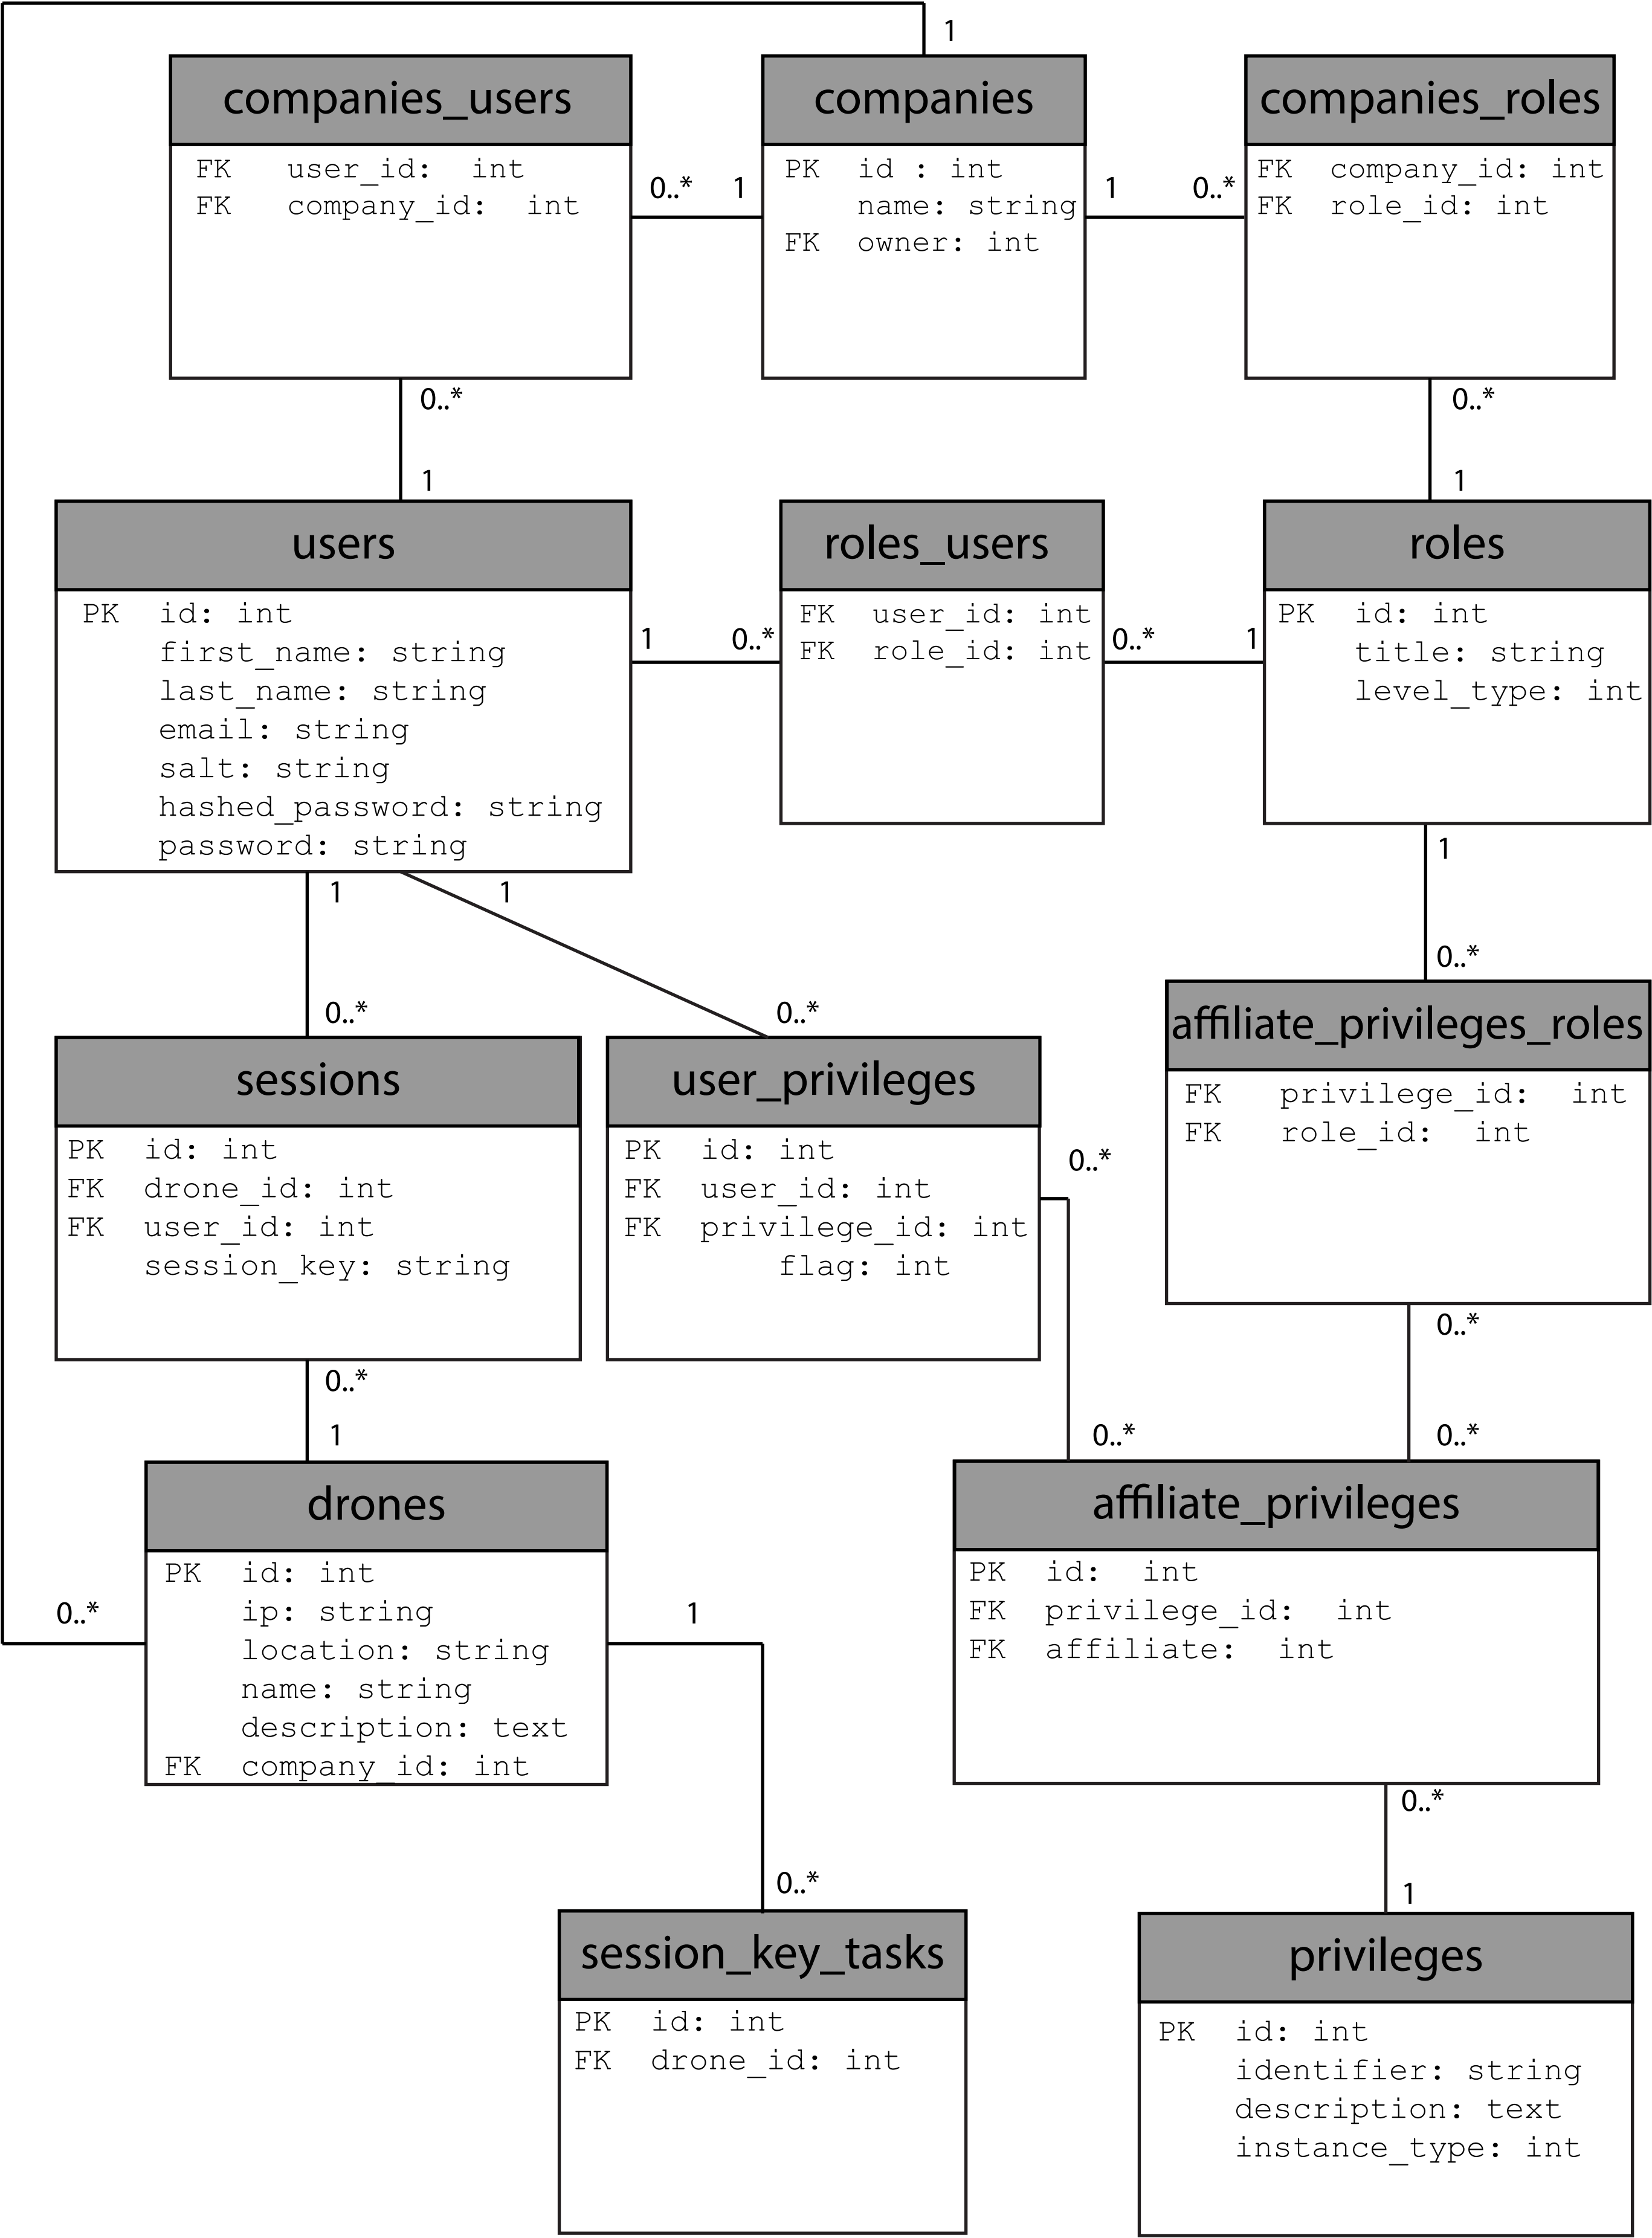 1
companies_users
FK user_id: int
FK company_id: int
0..* 1
companies
PK id : int
name: string
FK owner: int
1 0..*
companies_roles
FK company_id: int
FK role_id: int
0..*
1
0..*
1
users
PK id: int
first_name: string
last_name: string
email: string
salt: string
hashed_password: string
password: string
1 0..*
roles_users
FK user_id: int
FK role_id: int
0..* 1
roles
PK id: int
title: string
level_type: int
1
0..*
1
0..*
1
0..*
sessions
PK id: int
FK drone_id: int
FK user_id: int
session_key: string
user_privileges
PK id: int
FK user_id: int
FK privilege_id: int
flag: int
0..*
affiliate_privileges_roles
FK privilege_id: int
FK role_id: int
0..*
1
0..*
0..*
0..*
drones
PK id: int
ip: string
location: string
name: string
description: text
FK company_id: int
0..*
1
affiliate_privileges
PK id: int
FK privilege_id: int
FK affiliate: int
0..*
1
0..*
session_key_tasks
PK id: int
FK drone_id: int
privileges
PK id: int
identifier: string
description: text
instance_type: int